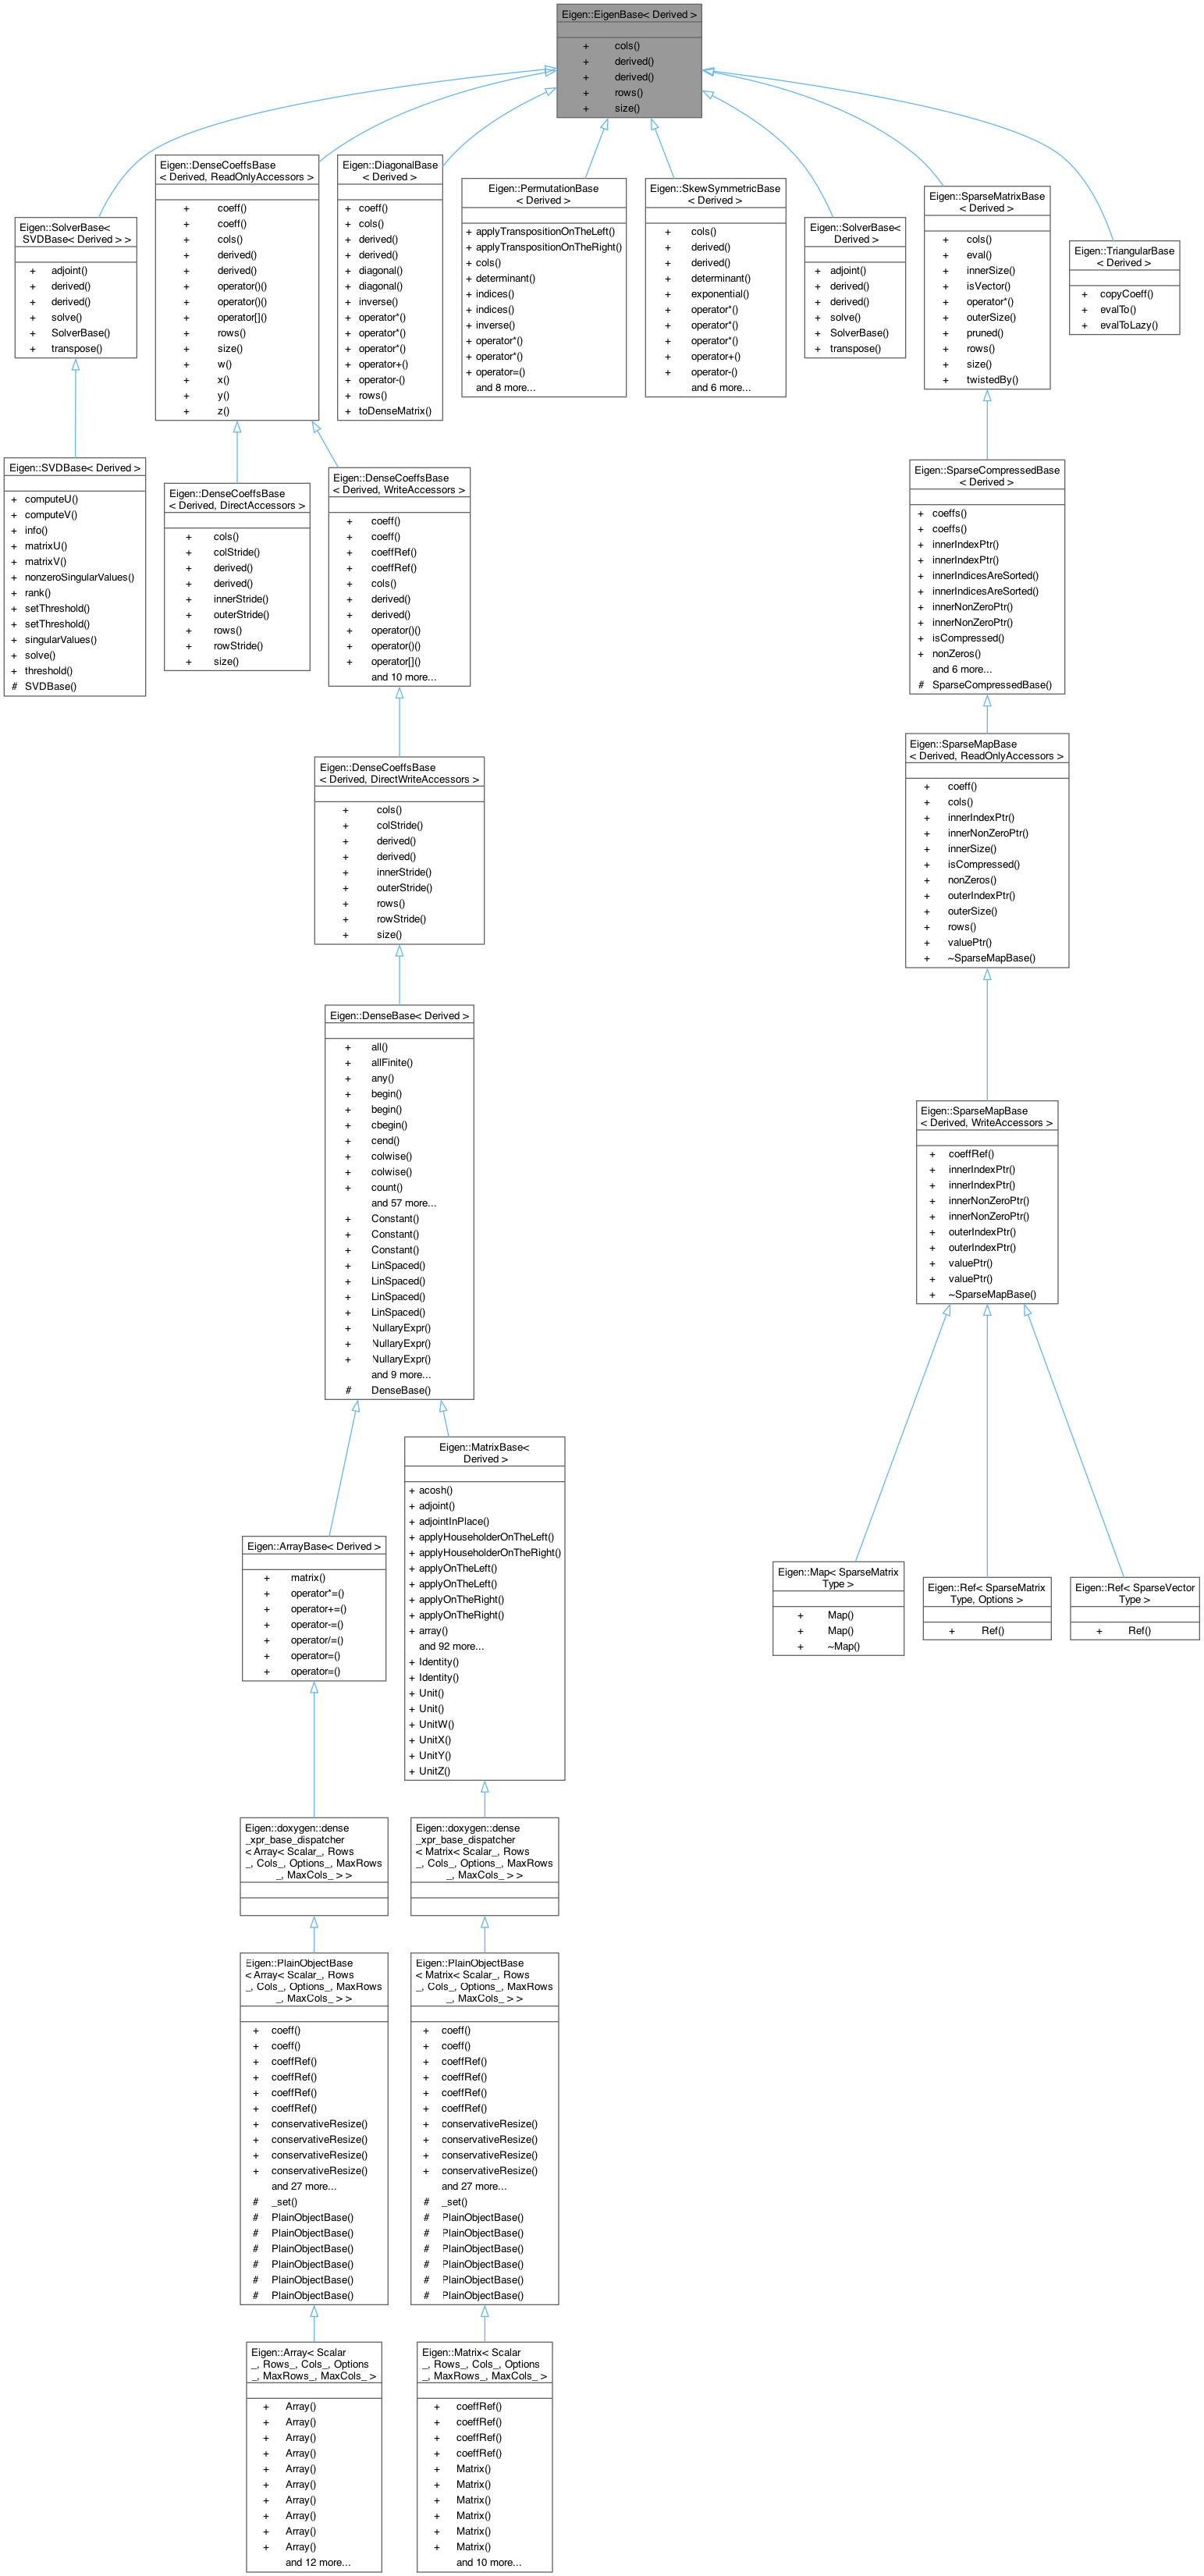 Eigen::EigenBase< Derived >
+ cols()
+ derived()
+ derived()
+ rows()
+ size()
Eigen::SolverBase<
SVDBase< Derived > >
+ adjoint()
+ derived()
+ derived()
+ solve()
+ SolverBase()
+ transpose()
Eigen::DenseCoeffsBase
< Derived, ReadOnlyAccessors >
+ coeff()
+ coeff()
+ cols()
+ derived()
+ derived()
+ operator()()
+ operator()()
+ operator[]()
+ rows()
+ size()
+ w()
+ x()
+ y()
+ z()
Eigen::DiagonalBase
< Derived >
+ coeff()
+ cols()
+ derived()
+ derived()
+ diagonal()
+ diagonal()
+ inverse()
+ operator*()
+ operator*()
+ operator*()
+ operator+()
+ operator-()
+ rows()
+ toDenseMatrix()
Eigen::PermutationBase
< Derived >
+ applyTranspositionOnTheLeft()
+ applyTranspositionOnTheRight()
+ cols()
+ determinant()
+ indices()
+ indices()
+ inverse()
+ operator*()
+ operator*()
+ operator=()
and 8 more...
Eigen::SkewSymmetricBase
< Derived >
+ cols()
+ derived()
+ derived()
+ determinant()
+ exponential()
+ operator*()
+ operator*()
+ operator*()
+ operator+()
+ operator-()
and 6 more...
Eigen::SolverBase<
Derived >
+ adjoint()
+ derived()
+ derived()
+ solve()
+ SolverBase()
+ transpose()
Eigen::SparseMatrixBase
< Derived >
+ cols()
+ eval()
+ innerSize()
+ isVector()
+ operator*()
+ outerSize()
+ pruned()
+ rows()
+ size()
+ twistedBy()
Eigen::TriangularBase
< Derived >
+ copyCoeff()
+ evalTo()
+ evalToLazy()
Eigen::SVDBase< Derived >
+ computeU()
+ computeV()
+ info()
+ matrixU()
+ matrixV()
+ nonzeroSingularValues()
+ rank()
+ setThreshold()
+ setThreshold()
+ singularValues()
+ solve()
+ threshold()
# SVDBase()
Eigen::DenseCoeffsBase
< Derived, DirectAccessors >
+ cols()
+ colStride()
+ derived()
+ derived()
+ innerStride()
+ outerStride()
+ rows()
+ rowStride()
+ size()
Eigen::DenseCoeffsBase
< Derived, WriteAccessors >
+ coeff()
+ coeff()
+ coeffRef()
+ coeffRef()
+ cols()
+ derived()
+ derived()
+ operator()()
+ operator()()
+ operator[]()
and 10 more...
Eigen::SparseCompressedBase
< Derived >
+ coeffs()
+ coeffs()
+ innerIndexPtr()
+ innerIndexPtr()
+ innerIndicesAreSorted()
+ innerIndicesAreSorted()
+ innerNonZeroPtr()
+ innerNonZeroPtr()
+ isCompressed()
+ nonZeros()
and 6 more...
# SparseCompressedBase()
Eigen::DenseCoeffsBase
< Derived, DirectWriteAccessors >
+ cols()
+ colStride()
+ derived()
+ derived()
+ innerStride()
+ outerStride()
+ rows()
+ rowStride()
+ size()
Eigen::SparseMapBase
< Derived, ReadOnlyAccessors >
+ coeff()
+ cols()
+ innerIndexPtr()
+ innerNonZeroPtr()
+ innerSize()
+ isCompressed()
+ nonZeros()
+ outerIndexPtr()
+ outerSize()
+ rows()
+ valuePtr()
+ ~SparseMapBase()
Eigen::DenseBase< Derived >
+ all()
+ allFinite()
+ any()
+ begin()
+ begin()
+ cbegin()
+ cend()
+ colwise()
+ colwise()
+ count()
and 57 more...
+ Constant()
+ Constant()
+ Constant()
+ LinSpaced()
+ LinSpaced()
+ LinSpaced()
+ LinSpaced()
+ NullaryExpr()
+ NullaryExpr()
+ NullaryExpr()
and 9 more...
# DenseBase()
Eigen::SparseMapBase
< Derived, WriteAccessors >
+ coeffRef()
+ innerIndexPtr()
+ innerIndexPtr()
+ innerNonZeroPtr()
+ innerNonZeroPtr()
+ outerIndexPtr()
+ outerIndexPtr()
+ valuePtr()
+ valuePtr()
+ ~SparseMapBase()
Eigen::ArrayBase< Derived >
+ matrix()
+ operator*=()
+ operator+=()
+ operator-=()
+ operator/=()
+ operator=()
+ operator=()
Eigen::MatrixBase<
Derived >
+ acosh()
+ adjoint()
+ adjointInPlace()
+ applyHouseholderOnTheLeft()
+ applyHouseholderOnTheRight()
+ applyOnTheLeft()
+ applyOnTheLeft()
+ applyOnTheRight()
+ applyOnTheRight()
+ array()
and 92 more...
+ Identity()
+ Identity()
+ Unit()
+ Unit()
+ UnitW()
+ UnitX()
+ UnitY()
+ UnitZ()
Eigen::Map< SparseMatrix
Type >
+ Map()
+ Map()
+ ~Map()
Eigen::Ref< SparseMatrix
Type, Options >
+ Ref()
Eigen::Ref< SparseVector
Type >
+ Ref()
Eigen::doxygen::dense
_xpr_base_dispatcher
< Array< Scalar_, Rows
_, Cols_, Options_, MaxRows
_, MaxCols_ > >
Eigen::doxygen::dense
_xpr_base_dispatcher
< Matrix< Scalar_, Rows
_, Cols_, Options_, MaxRows
_, MaxCols_ > >
Eigen::PlainObjectBase
< Array< Scalar_, Rows
_, Cols_, Options_, MaxRows
_, MaxCols_ > >
+ coeff()
+ coeff()
+ coeffRef()
+ coeffRef()
+ coeffRef()
+ coeffRef()
+ conservativeResize()
+ conservativeResize()
+ conservativeResize()
+ conservativeResize()
and 27 more...
# _set()
# PlainObjectBase()
# PlainObjectBase()
# PlainObjectBase()
# PlainObjectBase()
# PlainObjectBase()
# PlainObjectBase()
Eigen::PlainObjectBase
< Matrix< Scalar_, Rows
_, Cols_, Options_, MaxRows
_, MaxCols_ > >
+ coeff()
+ coeff()
+ coeffRef()
+ coeffRef()
+ coeffRef()
+ coeffRef()
+ conservativeResize()
+ conservativeResize()
+ conservativeResize()
+ conservativeResize()
and 27 more...
# _set()
# PlainObjectBase()
# PlainObjectBase()
# PlainObjectBase()
# PlainObjectBase()
# PlainObjectBase()
# PlainObjectBase()
Eigen::Array< Scalar
_, Rows_, Cols_, Options
_, MaxRows_, MaxCols_ >
+ Array()
+ Array()
+ Array()
+ Array()
+ Array()
+ Array()
+ Array()
+ Array()
+ Array()
+ Array()
and 12 more...
Eigen::Matrix< Scalar
_, Rows_, Cols_, Options
_, MaxRows_, MaxCols_ >
+ coeffRef()
+ coeffRef()
+ coeffRef()
+ coeffRef()
+ Matrix()
+ Matrix()
+ Matrix()
+ Matrix()
+ Matrix()
+ Matrix()
and 10 more...